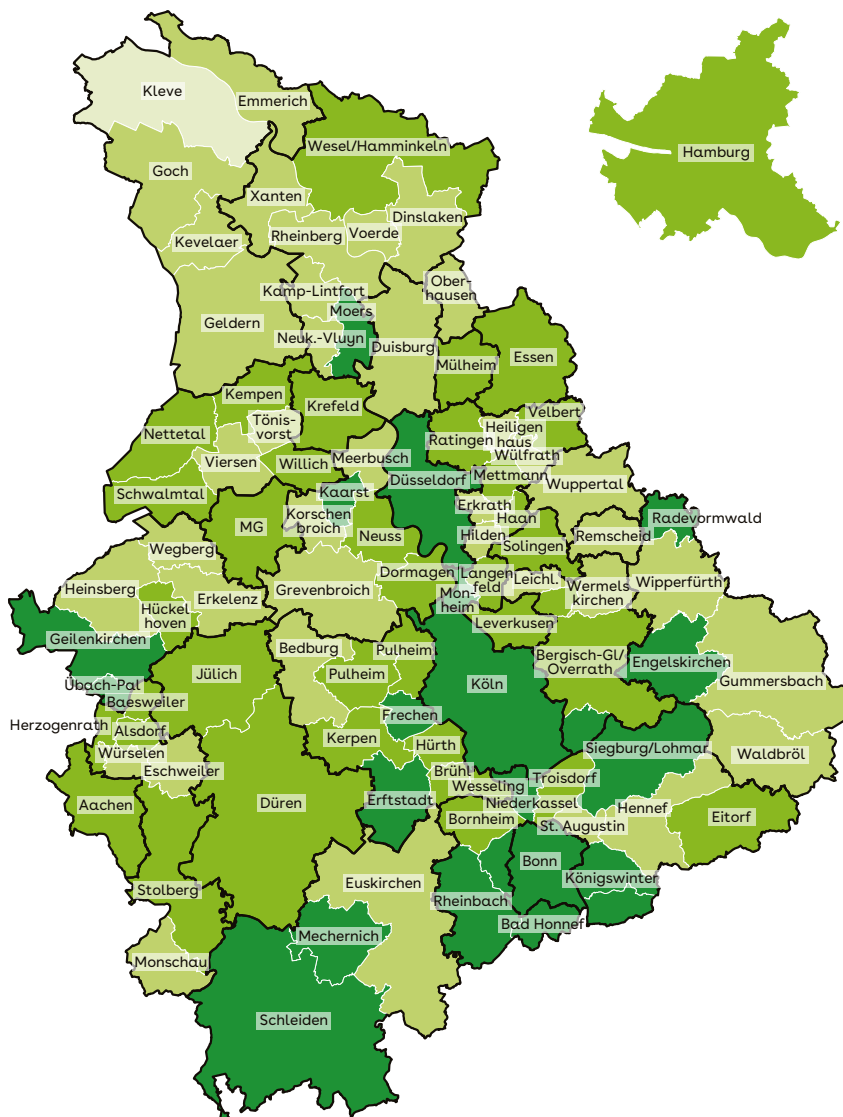 Kleve
Emmerich
Wesel/Hamminkeln
Hamburg
Goch
Xanten
Dinslaken
Kevelaer
Rheinberg
Voerde
Ober-
hausen
Kamp-Lintfort
Moers
Geldern
Neuk.-Vluyn
Duisburg
Mülheim
Essen
Kempen
Krefeld
Tönis-
vorst
Nettetal
Viersen
Willich
Meerbusch
Ratingen
Heiligen
haus
Velbert
Wülfrath
Schwalmtal
Kaarst
Düsseldorf
Mettmann
Wuppertal
Korschen
broich
MG
Neuss
Erkrath
Haan
Hilden
Solingen
Remscheid
Radevormwald
Wegberg
Dormagen
Langen
feld
Leichl.
Wermels
kirchen
Wipperfürth
Heinsberg
Erkelenz
Grevenbroich
Mon-
heim
Hückel
hoven
Leverkusen
Geilenkirchen
Bedburg
Pulheim
Pulheim
Bergisch-Gl/
Overrath
Engelskirchen
Jülich
Köln
Gummersbach
Übach-Pal
Baesweiler
Frechen
Herzogenrath
Alsdorf
Kerpen
Hürth
Siegburg/Lohmar
Würselen
Waldbröl
Eschweiler
Brühl
Troisdorf
Wesseling
Aachen
Düren
Erftstadt
Niederkassel
Hennef
Bornheim
St. Augustin
Eitorf
Bonn
Königswinter
Stolberg
Euskirchen
Rheinbach
Bad Honnef
Mechernich
Monschau
Schleiden